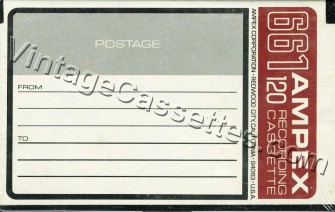 POSTAGE
FROM
TO
AMPEX CORPORATION • REDWOOD CITY, CALIFORNIA • 94063 • U.S.A.
661 AMPEX
120 RECORDING
CASSETTE
VintageCassettes.com